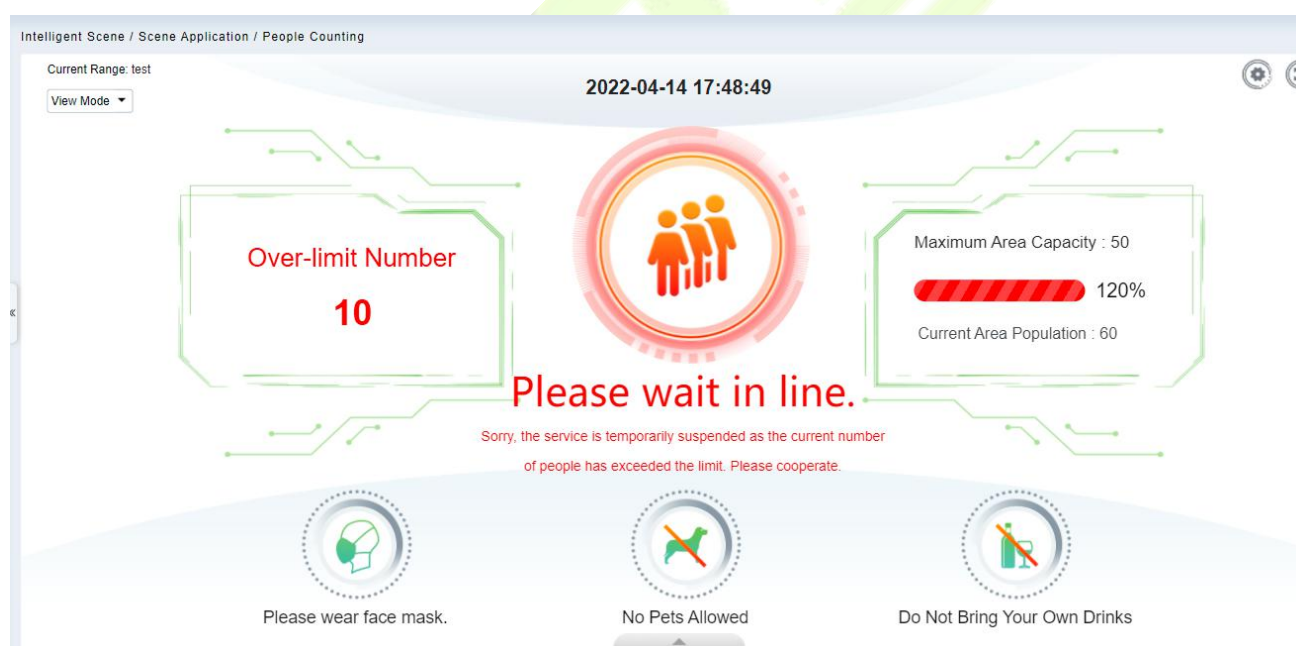 Intelligent Scene / Scene Application / People Counting
Current Range: test
View Mode
2022-04-14 17:48:49
Over-limit Number
10
Maximum Area Capacity : 50
120%
Current Area Population : 60
Please wait in line.
Sorry, the service is temporarily suspended as the current number
of people has exceeded the limit. Please cooperate.
Please wear face mask.
No Pets Allowed
Do Not Bring Your Own Drinks